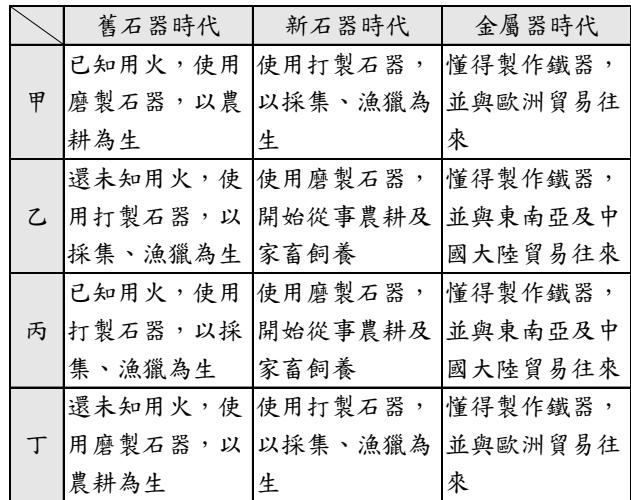 舊石器時代 新石器時代 金屬器時代
甲
已知用火，使用
磨製石器，以農
耕為生
使用打製石器，
以採集、漁獵為
生
懂得製作鐵器，
並與歐洲貿易往
來
乙
還未知用火，使
用打製石器，以
採集、漁獵為生
使用磨製石器，
開始從事農耕及
家畜飼養
懂得製作鐵器，
並與東南亞及中
國大陸貿易往來
丙
已知用火，使用
打製石器，以採
集、漁獵為生
使用磨製石器，
開始從事農耕及
家畜飼養
懂得製作鐵器，
並與東南亞及中
國大陸貿易往來
丁
還未知用火，使
用磨製石器，以
農耕為生
使用打製石器，
以採集、漁獵為
生
懂得製作鐵器，
並與歐洲貿易往
來